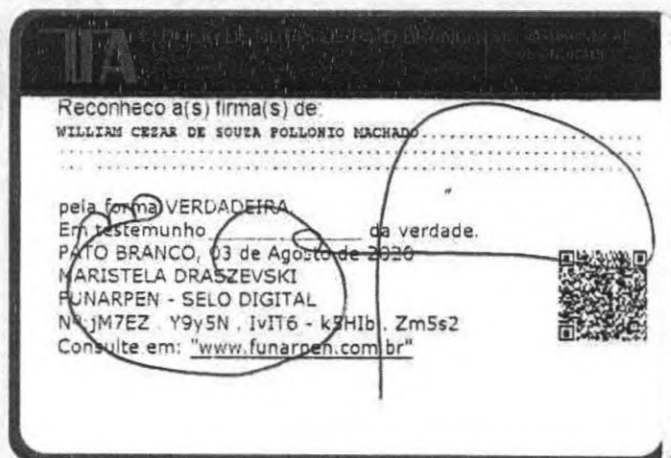 Reconheco a(s) firma(s) de:
WILLIAM CEZAR DE SOUZA POLLONIO MACHADO
pela forma VERDADEIRA
Em testemunho ____________ da verdade.
PATO BRANCO, 03 de Agosto de 2020
MARISTELA DRASZEVSKI
FUNARPEN - SELO DIGITAL
Nº jM7EZ . Y9y5N , IvIT6 - k5HIb . Zm5s2
Consulte em: "www.funarpen.com.br"